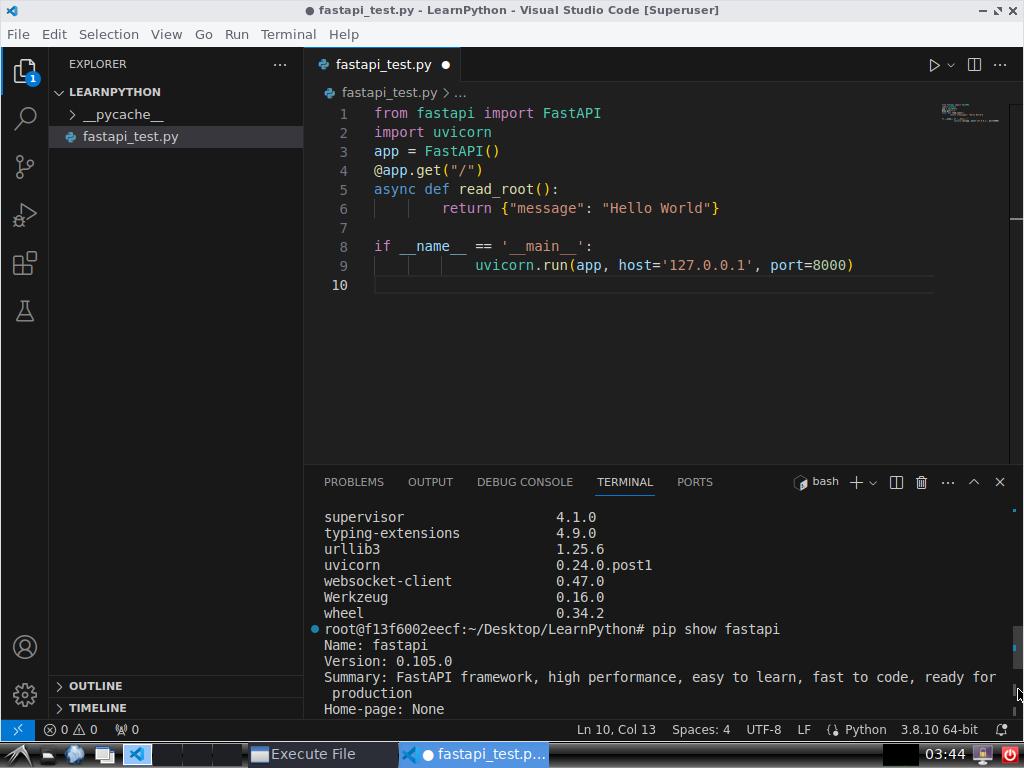 ● fastapi_test.py - LearnPython - Visual Studio Code [Superuser]
File Edit Selection View Go Run Terminal Help
EXPLORER
1
LEARNPYTHON
__pycache__
fastapi_test.py
OUTLINE
TIMELINE
fastapi_test.py ●
fastapi_test.py > ...
1 from fastapi import FastAPI
2 import uvicorn
3 app = FastAPI()
4 @app.get("/")
5 async def read_root():
6 return {"message": "Hello World"}
7
8 if __name__ == '__main__':
9 uvicorn.run(app, host='127.0.0.1', port=8000)
10
PROBLEMS OUTPUT DEBUG CONSOLE TERMINAL PORTS bash
supervisor 4.1.0
typing-extensions 4.9.0
urllib3 1.25.6
uvicorn 0.24.0.post1
websocket-client 0.47.0
Werkzeug 0.16.0
wheel 0.34.2
root@f13f6002eecf:~/Desktop/LearnPython# pip show fastapi
Name: fastapi
Version: 0.105.0
Summary: FastAPI framework, high performance, easy to learn, fast to code, ready for
production
Home-page: None
0 0 0 Ln 10, Col 13 Spaces: 4 UTF-8 LF Python 3.8.10 64-bit
Execute File ● fastapi_test.p... 03:44